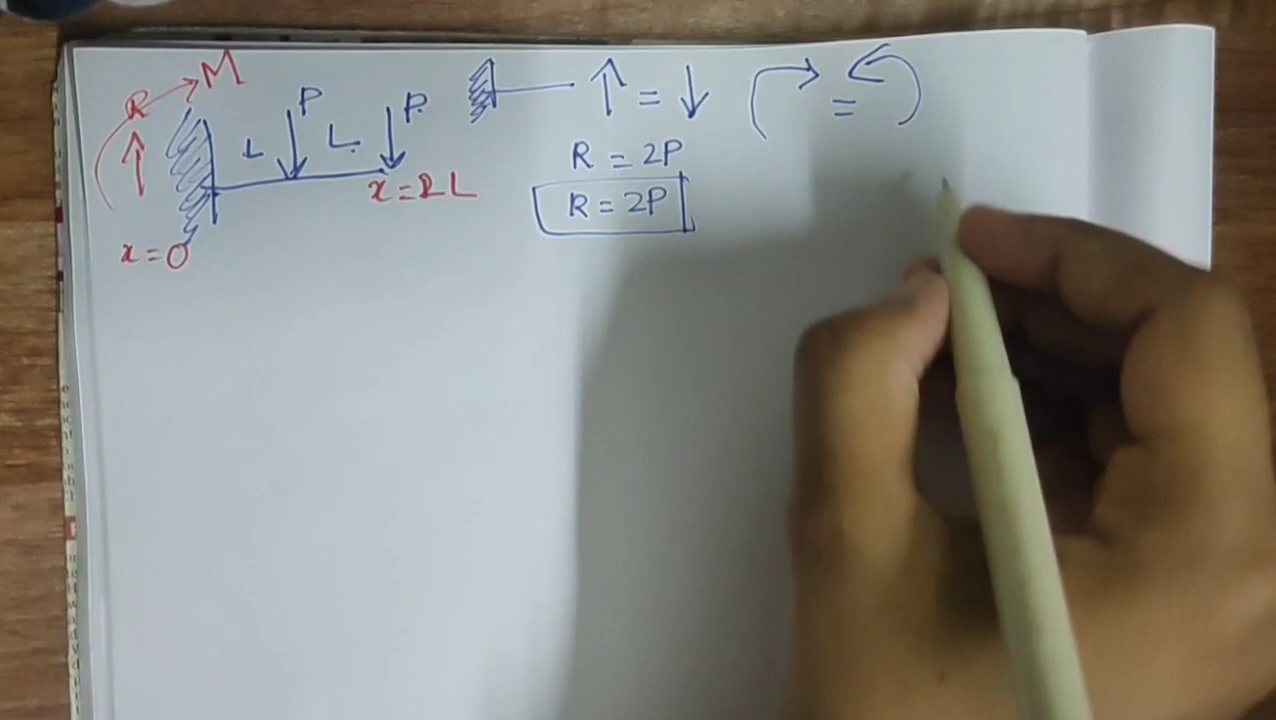 M
R
P P
L L
x = 2L
x = 0
↑ = ↓
=
R = 2P
R = 2P